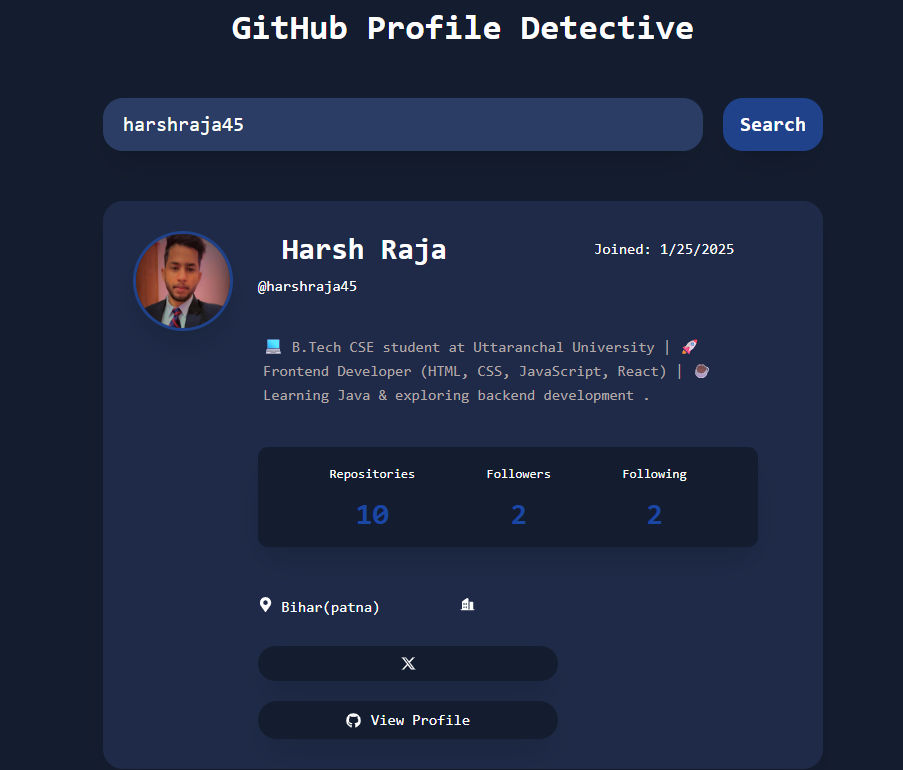 GitHub Profile Detective
harshraja45
Search
Harsh Raja
Joined: 1/25/2025
@harshraja45
💻 B.Tech CSE student at Uttaranchal University | 🚀
Frontend Developer (HTML, CSS, JavaScript, React) | ☕
Learning Java & exploring backend development .
Repositories Followers Following
10 2 2
Bihar(patna)
View Profile